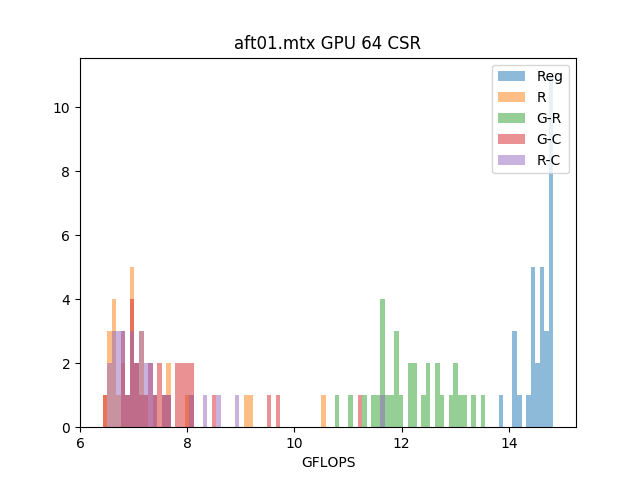 aft01.mtx GPU 64 CSR
Reg
R
G-R
G-C
R-C
10
8
6
4
2
0
6 8 10 12 14
GFLOPS